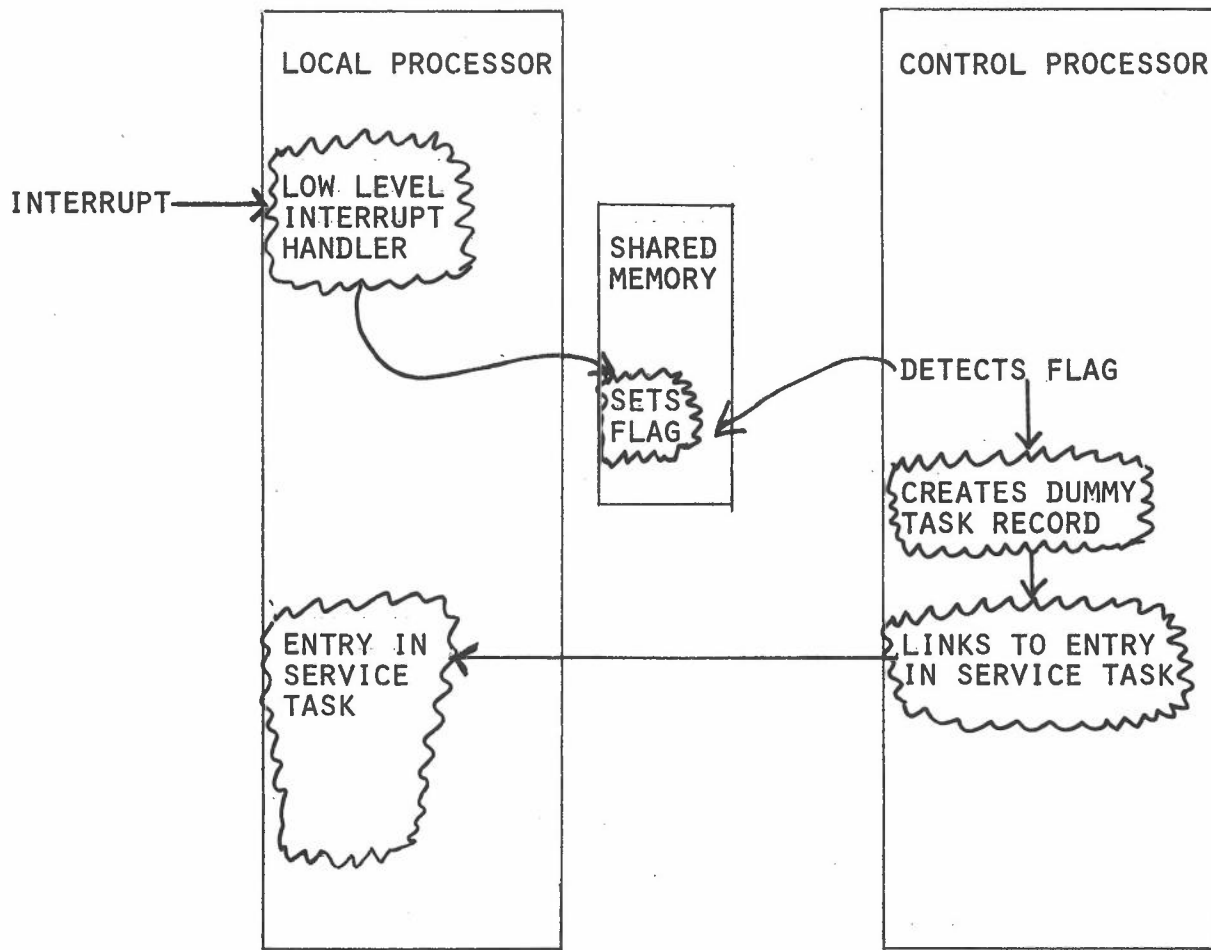 LOCAL PROCESSOR
CONTROL PROCESSOR
INTERRUPT
LOW LEVEL
INTERRUPT
HANDLER
SHARED
MEMORY
SETS
FLAG
DETECTS FLAG
CREATES DUMMY
TASK RECORD
LINKS TO ENTRY
IN SERVICE TASK
ENTRY IN
SERVICE
TASK